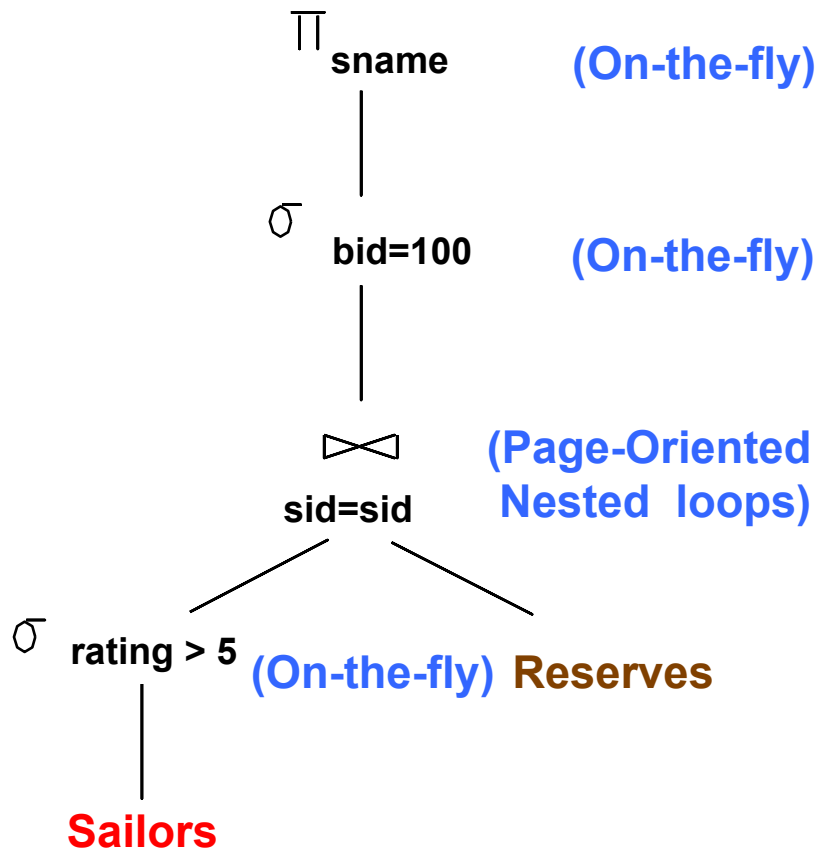 π sname (On-the-fly)
σ bid=100 (On-the-fly)
⋈ (Page-Oriented
sid=sid Nested loops)
σ rating > 5 (On-the-fly) Reserves
Sailors